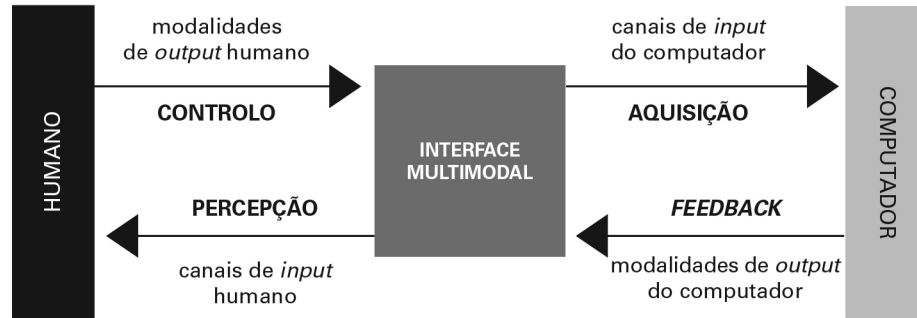 HUMANO
modalidades
de output humano
CONTROLO
PERCEPÇÃO
canais de input
humano
INTERFACE
MULTIMODAL
canais de input
do computador
AQUISIÇÃO
FEEDBACK
modalidades de output
do computador
COMPUTADOR